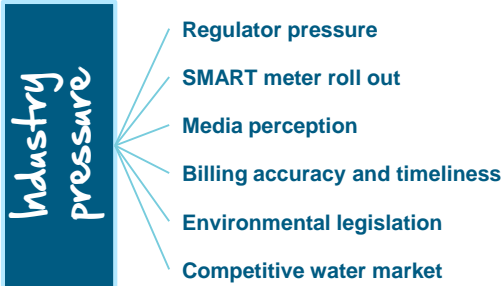 Industry
pressure
Regulator pressure
SMART meter roll out
Media perception
Billing accuracy and timeliness
Environmental legislation
Competitive water market